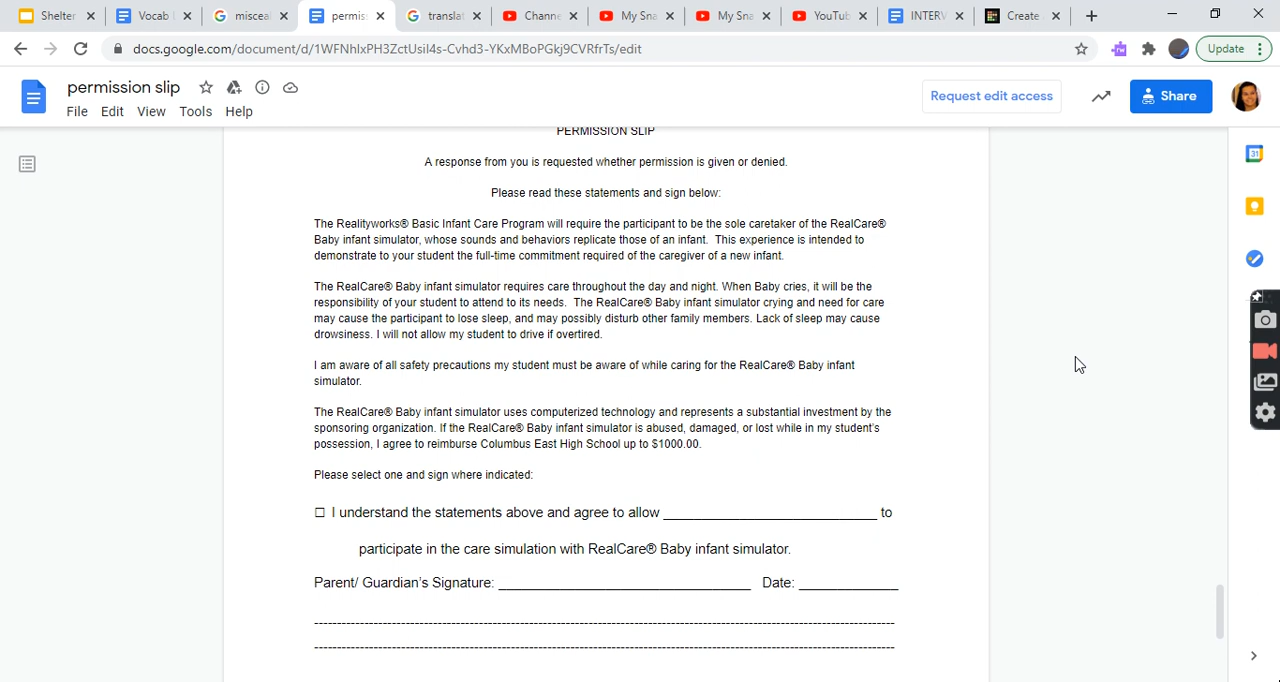 Shelter
Vocab
misceal
permiss
translat
Channe
My Sna
My Sna
YouTub
INTERV
Create
docs.google.com/document/d/1WFNhlxPH3ZctUsil4s-Cvhd3-YKxMBoPGkj9CVRfrTs/edit
Update
permission slip
File Edit View Tools Help
Request edit access
Share
PERMISSION SLIP
A response from you is requested whether permission is given or denied.
Please read these statements and sign below:
The Realityworks® Basic Infant Care Program will require the participant to be the sole caretaker of the RealCare®
Baby infant simulator, whose sounds and behaviors replicate those of an infant.  This experience is intended to
demonstrate to your student the full-time commitment required of the caregiver of a new infant.
The RealCare® Baby infant simulator requires care throughout the day and night. When Baby cries, it will be the
responsibility of your student to attend to its needs.  The RealCare® Baby infant simulator crying and need for care
may cause the participant to lose sleep, and may possibly disturb other family members. Lack of sleep may cause
drowsiness. I will not allow my student to drive if overtired.
I am aware of all safety precautions my student must be aware of while caring for the RealCare® Baby infant
simulator.
The RealCare® Baby infant simulator uses computerized technology and represents a substantial investment by the
sponsoring organization. If the RealCare® Baby infant simulator is abused, damaged, or lost while in my student's
possession, I agree to reimburse Columbus East High School up to $1000.00.
Please select one and sign where indicated:
☐ I understand the statements above and agree to allow ____________________________ to
participate in the care simulation with RealCare® Baby infant simulator.
Parent/ Guardian's Signature: _________________________________ Date: _____________
31